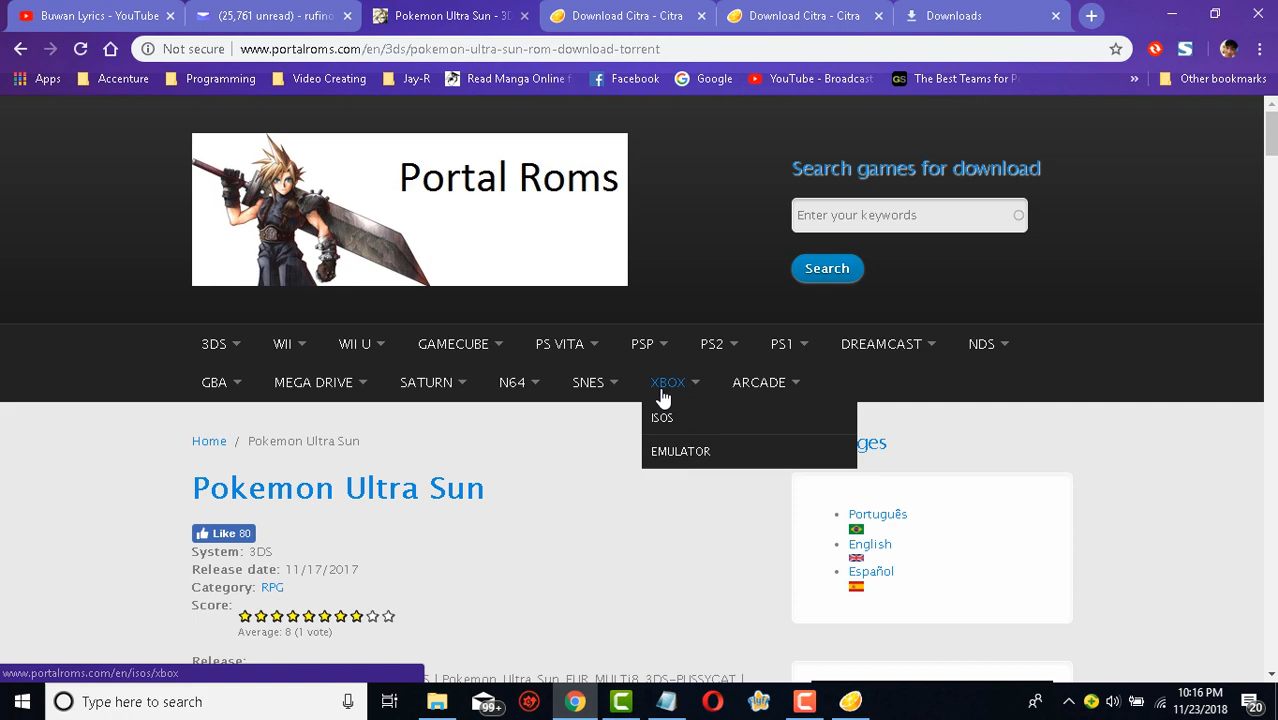 Buwan Lyrics - YouTube
(25,761 unread) - rufino
Pokemon Ultra Sun - 3D
Download Citra - Citra
Download Citra - Citra
Downloads
Not secure
www.portalroms.com/en/3ds/pokemon-ultra-sun-rom-download-torrent
Apps
Accenture
Programming
Video Creating
Jay-R
Read Manga Online f
Facebook
Google
YouTube - Broadcast
GS
The Best Teams for P
»
Other bookmarks
Portal Roms
Search games for download
Enter your keywords
Search
3DS WII WII U GAMECUBE PS VITA PSP PS2 PS1 DREAMCAST NDS
GBA MEGA DRIVE SATURN N64 SNES XBOX ARCADE
ISOS
EMULATOR
Home / Pokemon Ultra Sun
ges
Pokemon Ultra Sun
Like 80
System: 3DS
Release date: 11/17/2017
Category: RPG
Score:
Average: 8 (1 vote)
Release:
Português
English
Español
www.portalroms.com/en/isos/xbox
Pokemon Ultra Sun EUR MULTi8 3DS-PUSSYCAT |
Type here to search
99+
10:16 PM
11/23/2018
20